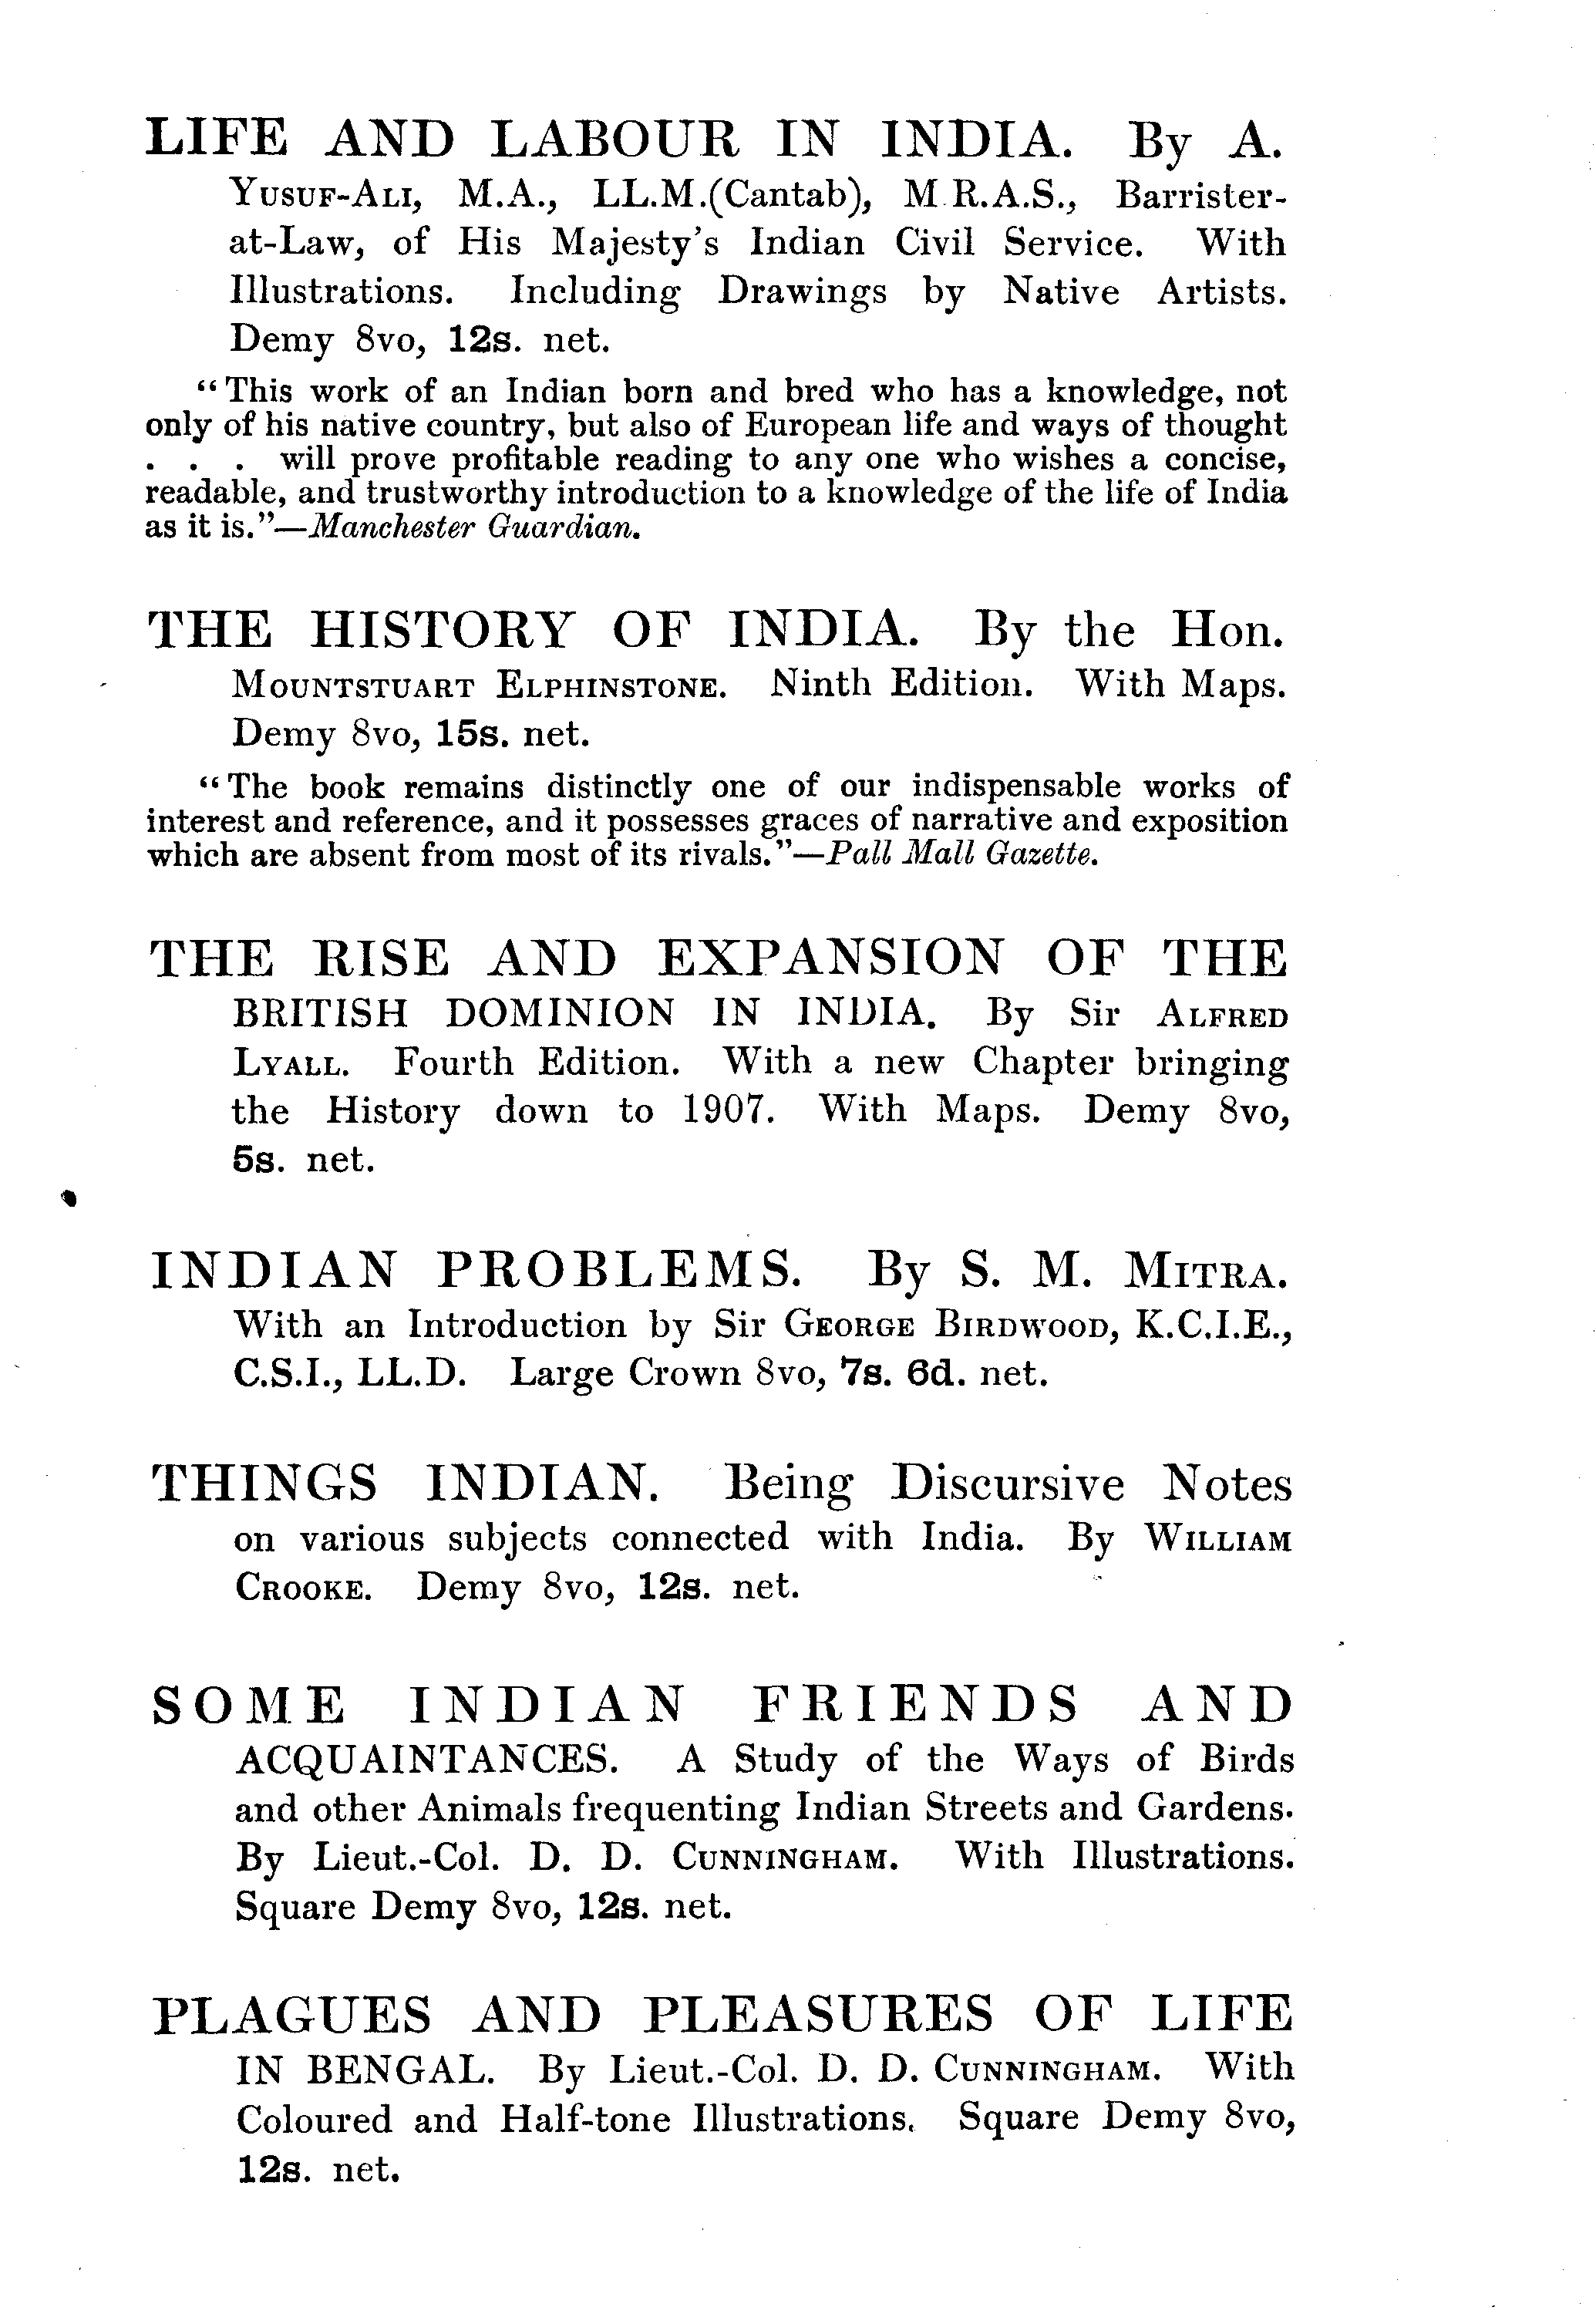 LIFE AND LABOUR IN INDIA. By A.
YUSUF-ALI, M.A., LL.M.(Cantab), M.R.A.S., Barrister-
at-Law, of His Majesty's Indian Civil Service. With
Illustrations. Including Drawings by Native Artists.
Demy 8vo, 12s. net.
"This work of an Indian born and bred who has a knowledge, not
only of his native country, but also of European life and ways of thought
. . . will prove profitable reading to any one who wishes a concise,
readable, and trustworthy introduction to a knowledge of the life of India
as it is."—Manchester Guardian.
THE HISTORY OF INDIA. By the Hon.
MOUNTSTUART ELPHINSTONE. Ninth Edition. With Maps.
Demy 8vo, 15s. net.
"The book remains distinctly one of our indispensable works of
interest and reference, and it possesses graces of narrative and exposition
which are absent from most of its rivals."—Pall Mall Gazette.
THE RISE AND EXPANSION OF THE
BRITISH DOMINION IN INDIA. By Sir ALFRED
LYALL. Fourth Edition. With a new Chapter bringing
the History down to 1907. With Maps. Demy 8vo,
5s. net.
INDIAN PROBLEMS. By S. M. MITRA.
With an Introduction by Sir GEORGE BIRDWOOD, K.C.I.E.,
C.S.I., LL.D. Large Crown 8vo, 7s. 6d. net.
THINGS INDIAN. Being Discursive Notes
on various subjects connected with India. By WILLIAM
CROOKE. Demy 8vo, 12s. net.
SOME INDIAN FRIENDS AND
ACQUAINTANCES. A Study of the Ways of Birds
and other Animals frequenting Indian Streets and Gardens.
By Lieut.-Col. D. D. CUNNINGHAM. With Illustrations.
Square Demy 8vo, 12s. net.
PLAGUES AND PLEASURES OF LIFE
IN BENGAL. By Lieut.-Col. D. D. CUNNINGHAM. With
Coloured and Half-tone Illustrations. Square Demy 8vo,
12s. net.